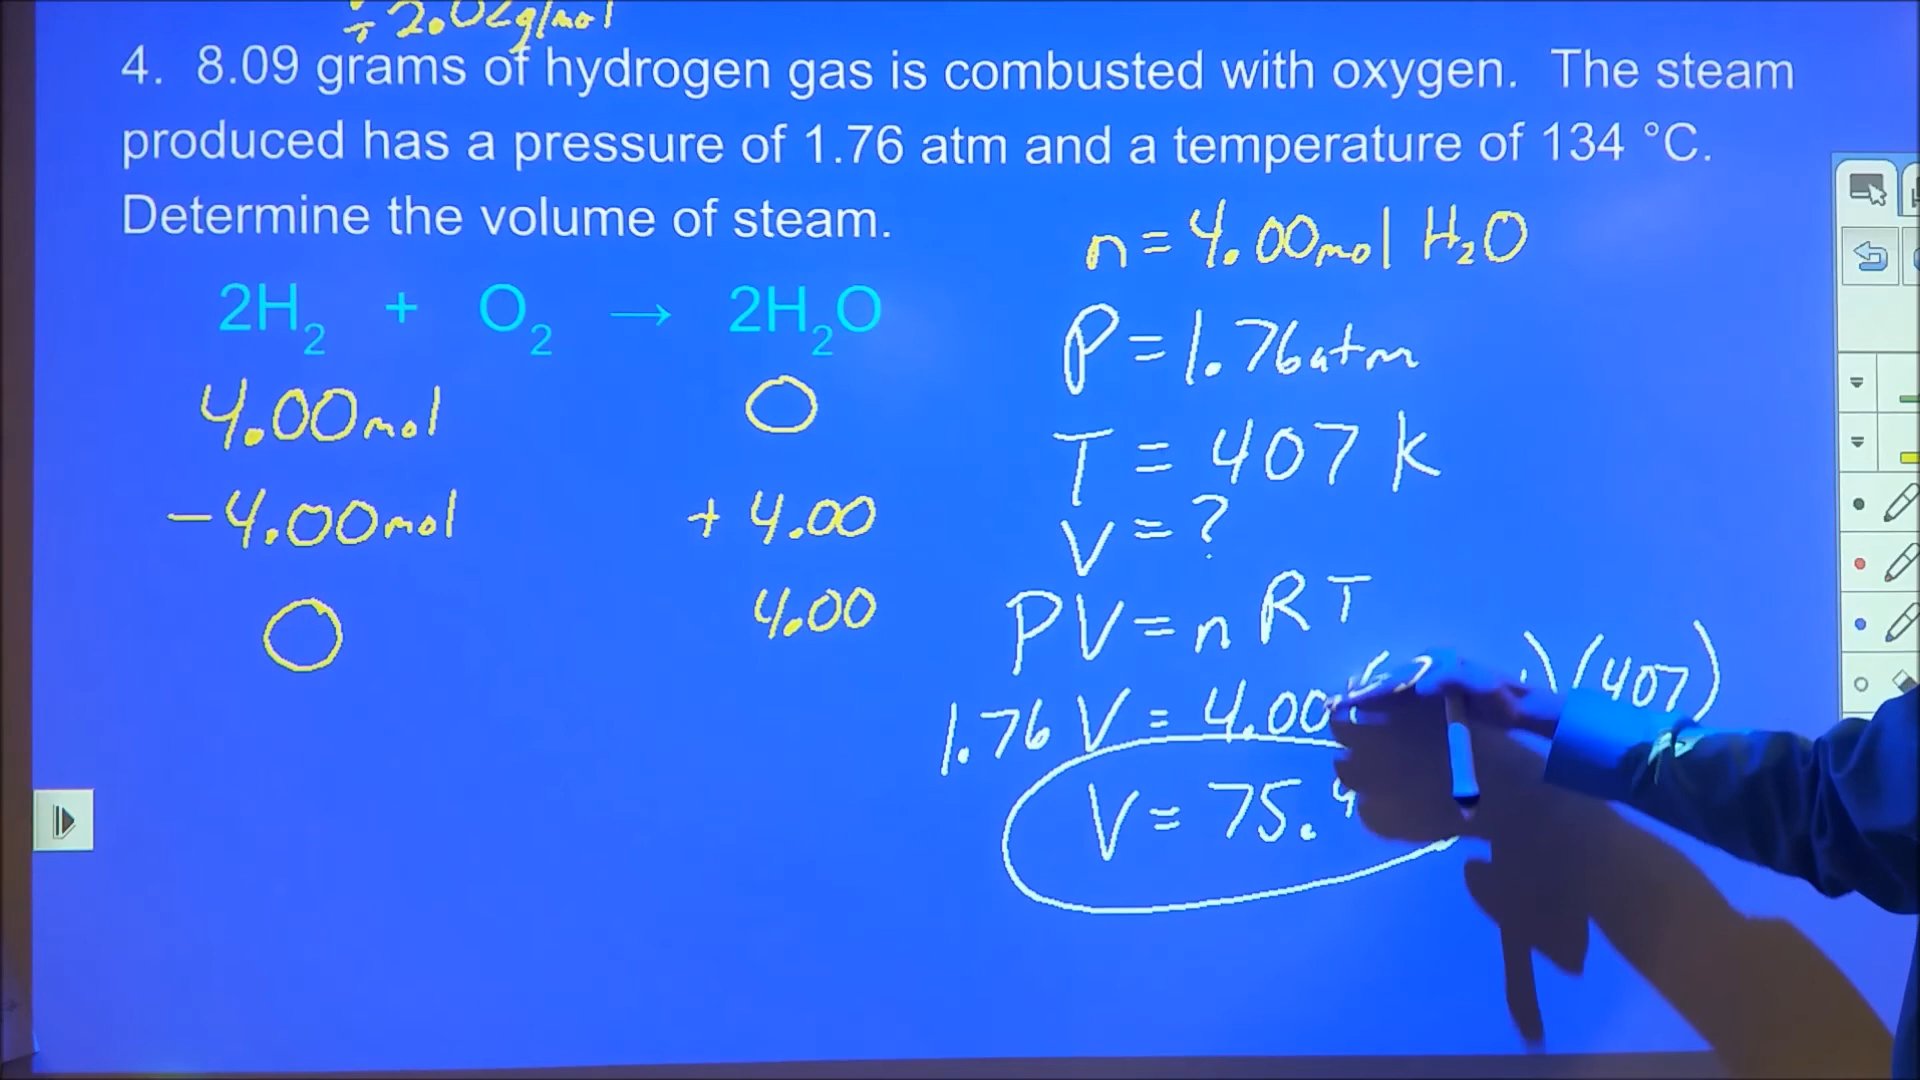 ÷ 2.02g/mol
4. 8.09 grams of hydrogen gas is combusted with oxygen. The steam
produced has a pressure of 1.76 atm and a temperature of 134 °C.
Determine the volume of steam.
2H₂ + O₂ → 2H₂O
4.00mol 0
-4.00mol +4.00
0 4.00
n = 4.00mol H₂O
P = 1.76atm
T = 407 K
V = ?
PV = nRT
1.76 V = 4.00 )(407)
V = 75.